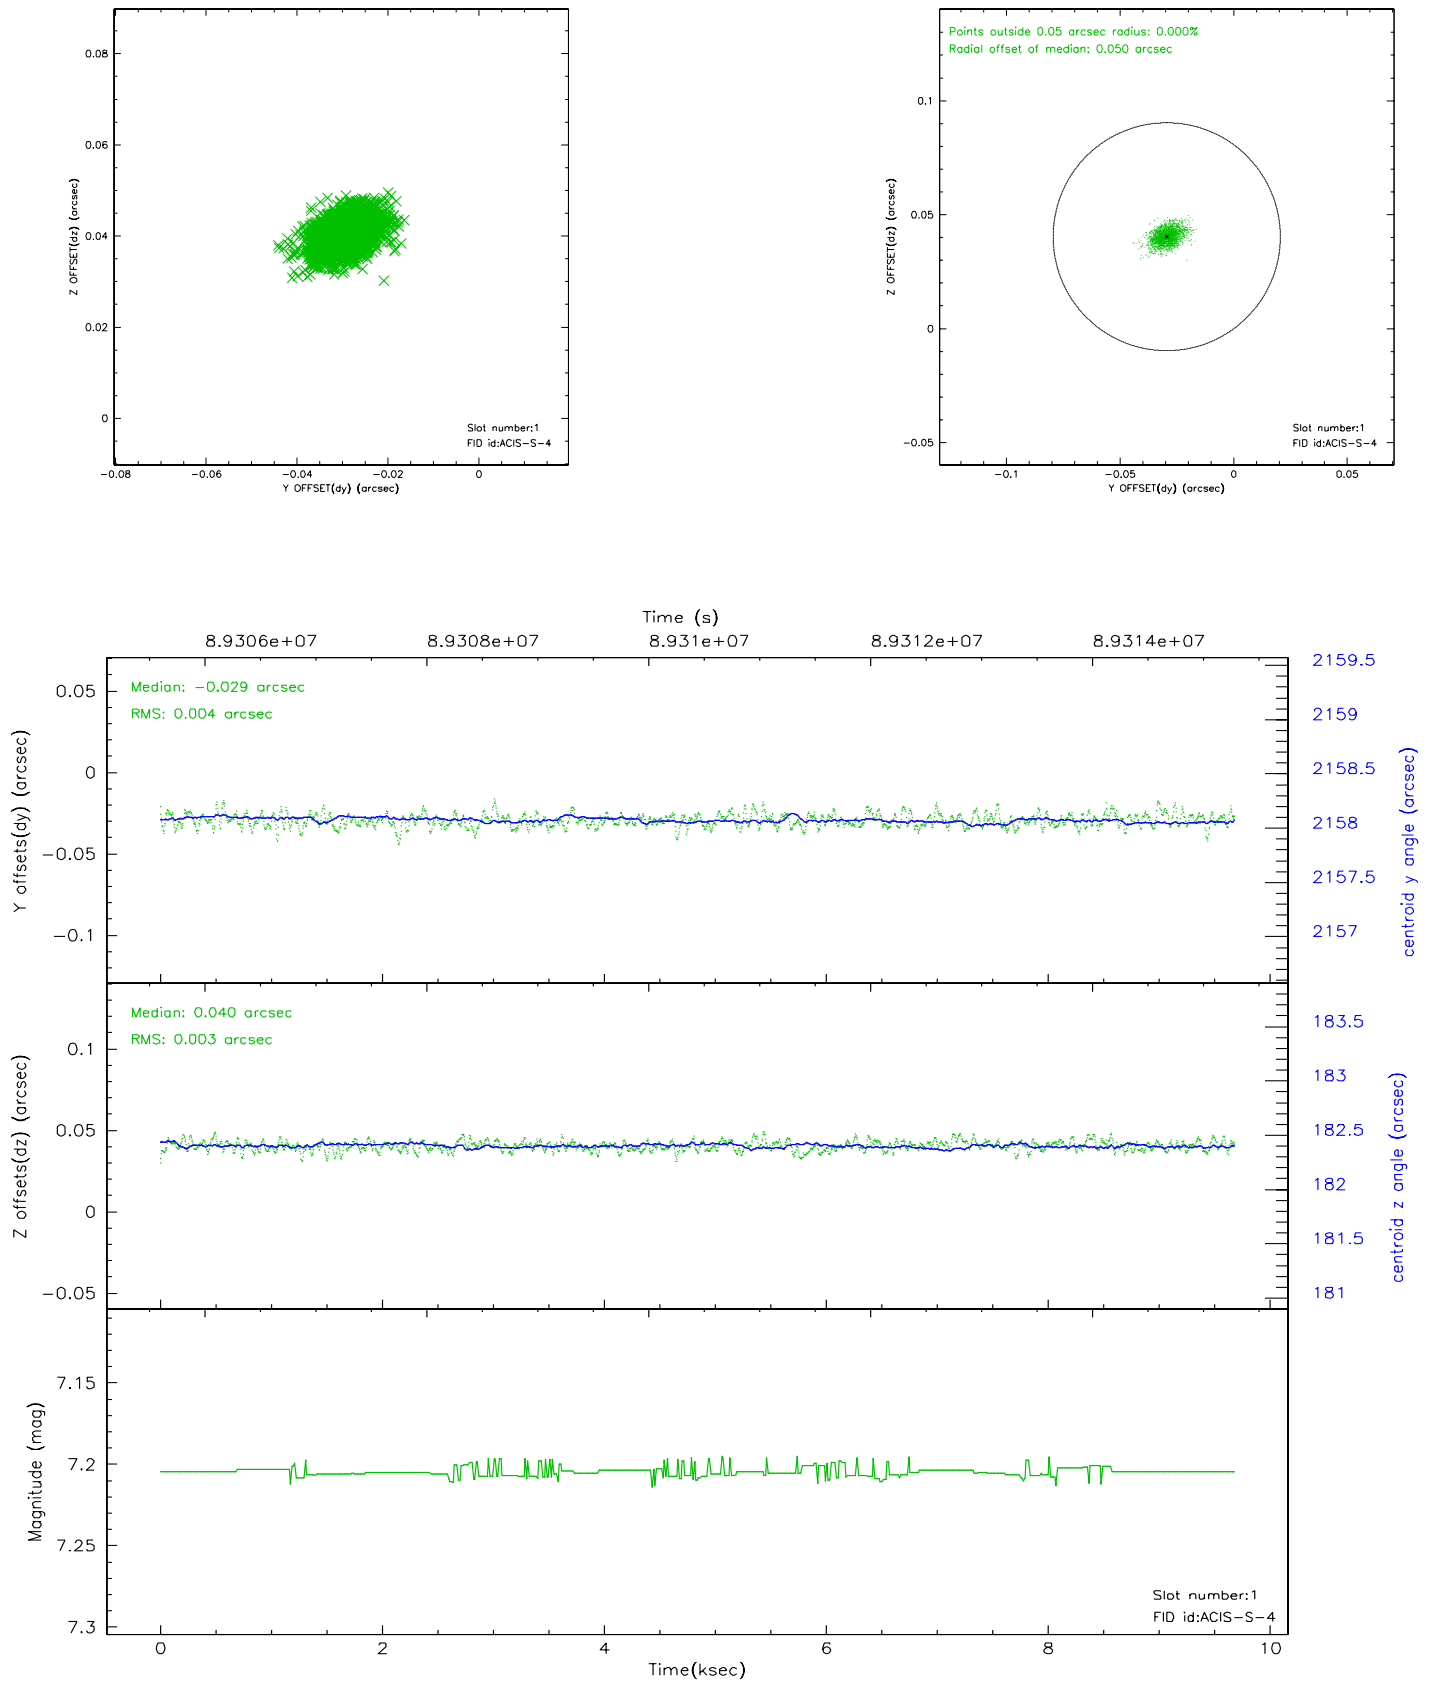 0.08
0.06
0.04
0.02
0
Z OFFSET(dz) (arcsec)
Slot number:1
FID id:ACIS-S-4
-0.08
-0.06
-0.04
-0.02
0
Y OFFSET(dy) (arcsec)
Points outside 0.05 arcsec radius: 0.000%
Radial offset of median: 0.050 arcsec
0.1
0.05
0
-0.05
Z OFFSET(dz) (arcsec)
Slot number:1
FID id:ACIS-S-4
-0.1
-0.05
0
0.05
Y OFFSET(dy) (arcsec)
Time (s)
8.9306e+07
8.9308e+07
8.931e+07
8.9312e+07
8.9314e+07
Median: -0.029 arcsec
RMS: 0.004 arcsec
0.05
0
-0.05
-0.1
Y offsets(dy) (arcsec)
2159.5
2159
2158.5
2158
2157.5
2157
centroid y angle (arcsec)
Median: 0.040 arcsec
RMS: 0.003 arcsec
0.1
0.05
0
-0.05
Z offsets(dz) (arcsec)
183.5
183
182.5
182
181.5
181
centroid z angle (arcsec)
7.15
7.2
7.25
7.3
Magnitude (mag)
Slot number:1
FID id:ACIS-S-4
0
2
4
6
8
10
Time(ksec)